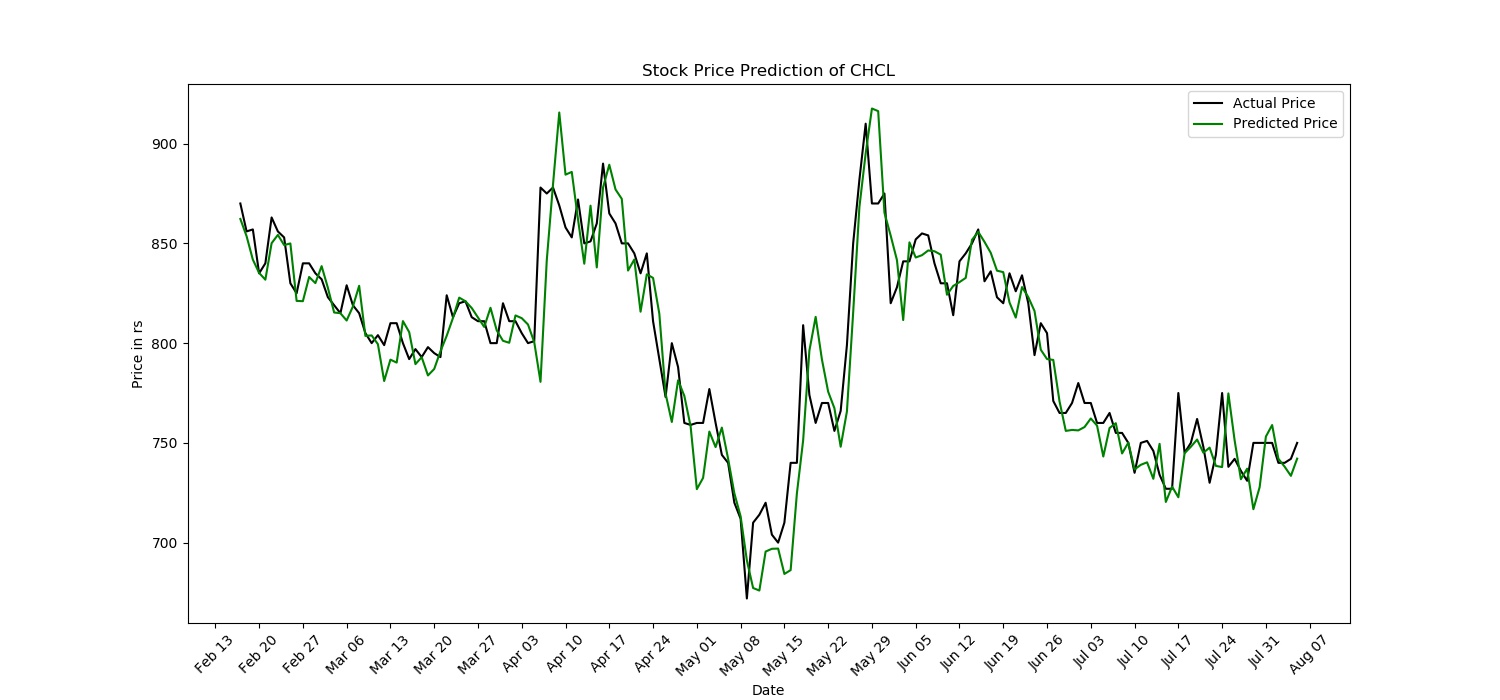 Stock Price Prediction of CHCL
Actual Price
Predicted Price
900
850
800
750
700
Price in rs
Feb 13
Feb 20
Feb 27
Mar 06
Mar 13
Mar 20
Mar 27
Apr 03
Apr 10
Apr 17
Apr 24
May 01
May 08
May 15
May 22
May 29
Jun 05
Jun 12
Jun 19
Jun 26
Jul 03
Jul 10
Jul 17
Jul 24
Jul 31
Aug 07
Date